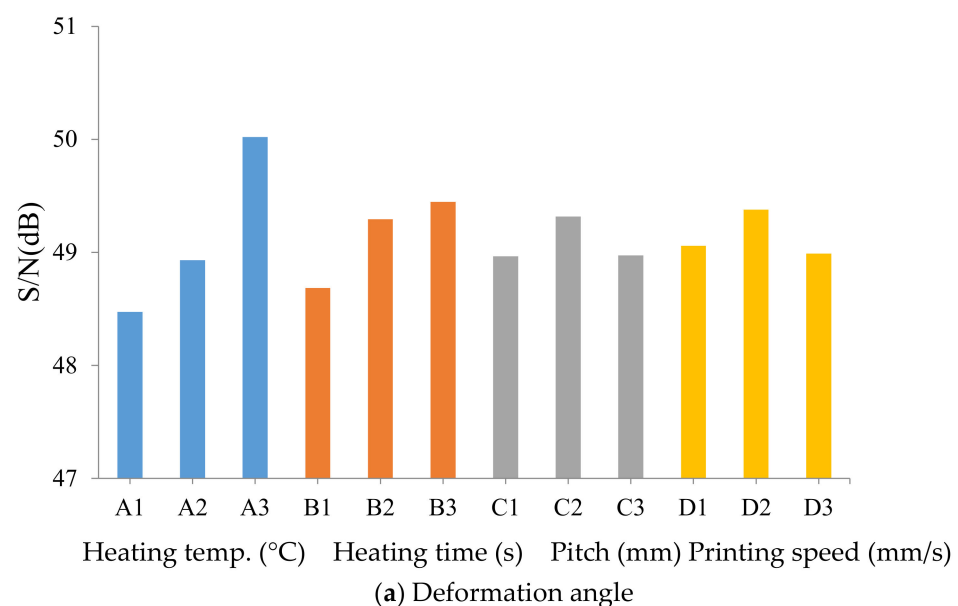 51
50
49
48
47
S/N(dB)
A1 A2 A3 B1 B2 B3 C1 C2 C3 D1 D2 D3
Heating temp. (°C) Heating time (s) Pitch (mm) Printing speed (mm/s)
(a) Deformation angle